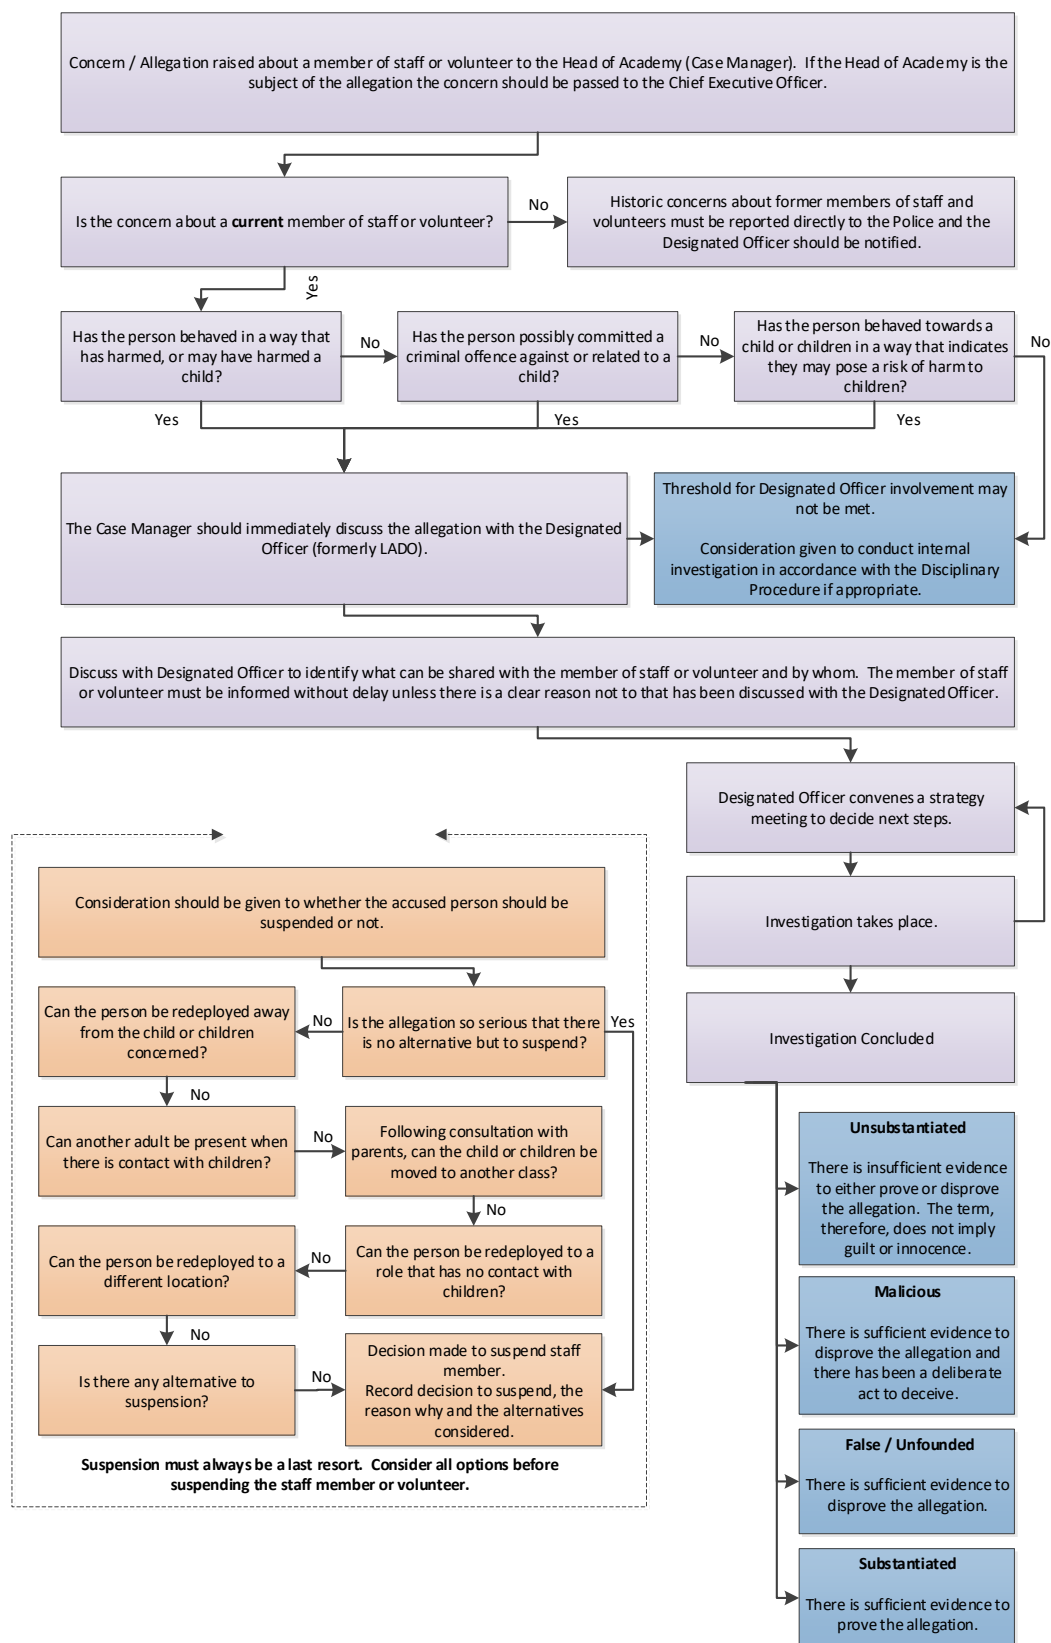 Concern / Allegation raised about a member of staff or volunteer to the Head of Academy (Case Manager).  If the Head of Academy is the
subject of the allegation the concern should be passed to the Chief Executive Officer.
Is the concern about a current member of staff or volunteer?
No
Historic concerns about former members of staff and
volunteers must be reported directly to the Police and the
Designated Officer should be notified.
Yes
Has the person behaved in a way that
has harmed, or may have harmed a
child?
No
Has the person possibly committed a
criminal offence against or related to a
child?
No
Has the person behaved towards a
child or children in a way that indicates
they may pose a risk of harm to
children?
No
Yes
Yes
Yes
The Case Manager should immediately discuss the allegation with the Designated
Officer (formerly LADO).
Threshold for Designated Officer involvement may
not be met.
Consideration given to conduct internal
investigation in accordance with the Disciplinary
Procedure if appropriate.
Discuss with Designated Officer to identify what can be shared with the member of staff or volunteer and by whom.  The member of staff
or volunteer must be informed without delay unless there is a clear reason not to that has been discussed with the Designated Officer.
Designated Officer convenes a strategy
meeting to decide next steps.
Investigation takes place.
Investigation Concluded
Consideration should be given to whether the accused person should be
suspended or not.
Is the allegation so serious that there
is no alternative but to suspend?
Yes
No
Can the person be redeployed away
from the child or children
concerned?
No
Can another adult be present when
there is contact with children?
No
Following consultation with
parents, can the child or children be
moved to another class?
No
Can the person be redeployed to a
role that has no contact with
children?
No
Can the person be redeployed to a
different location?
No
Is there any alternative to
suspension?
No
Decision made to suspend staff
member.
Record decision to suspend, the
reason why and the alternatives
considered.
Suspension must always be a last resort.  Consider all options before
suspending the staff member or volunteer.
Unsubstantiated
There is insufficient evidence
to either prove or disprove
the allegation.  The term,
therefore, does not imply
guilt or innocence.
Malicious
There is sufficient evidence to
disprove the allegation and
there has been a deliberate
act to deceive.
False / Unfounded
There is sufficient evidence to
disprove the allegation.
Substantiated
There is sufficient evidence to
prove the allegation.